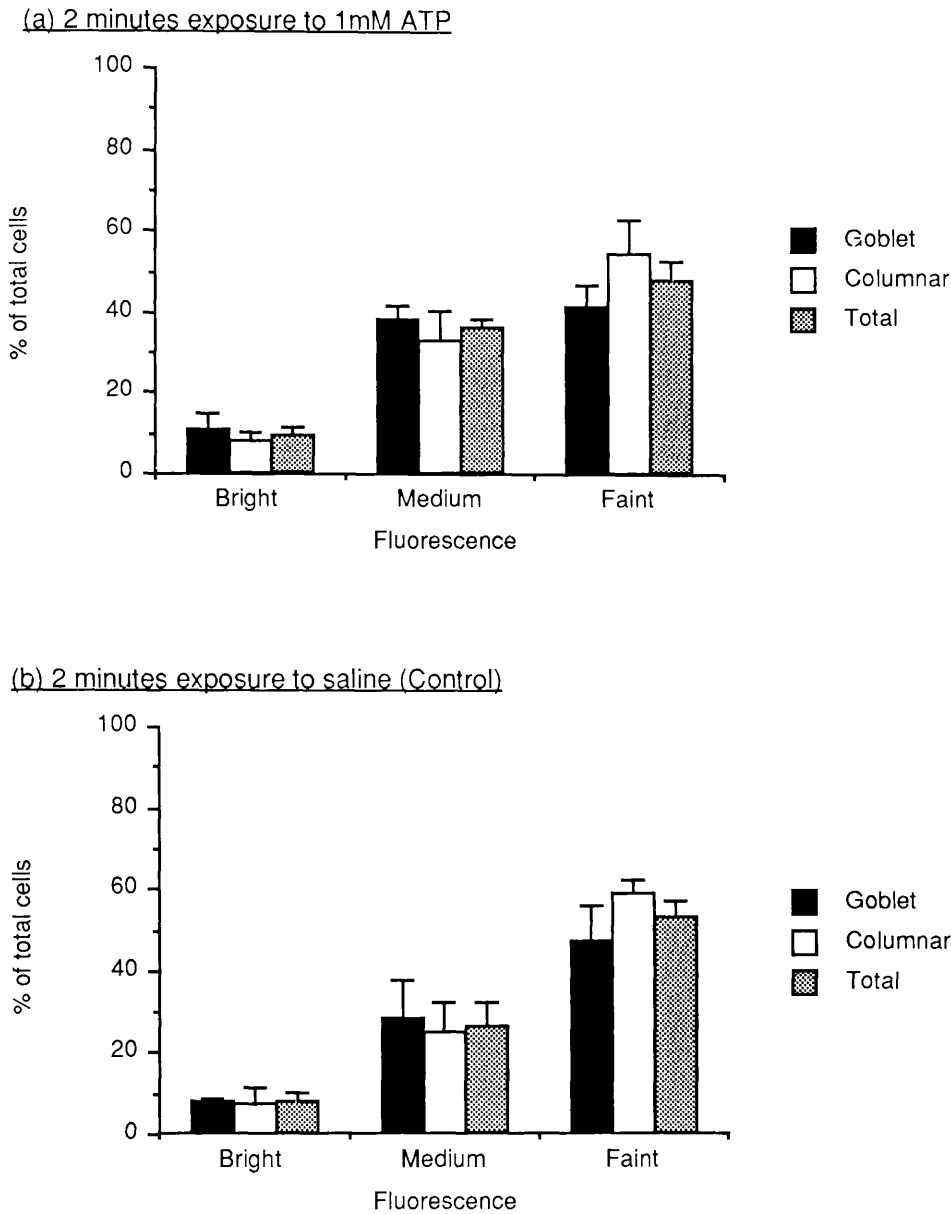 (a) 2 minutes exposure to 1mM ATP
100
80
60
40
20
0
% of total cells
Bright
Medium
Faint
Fluorescence
Goblet
Columnar
Total
(b) 2 minutes exposure to saline (Control)
100
80
60
40
20
0
% of total cells
Bright
Medium
Faint
Fluorescence
Goblet
Columnar
Total